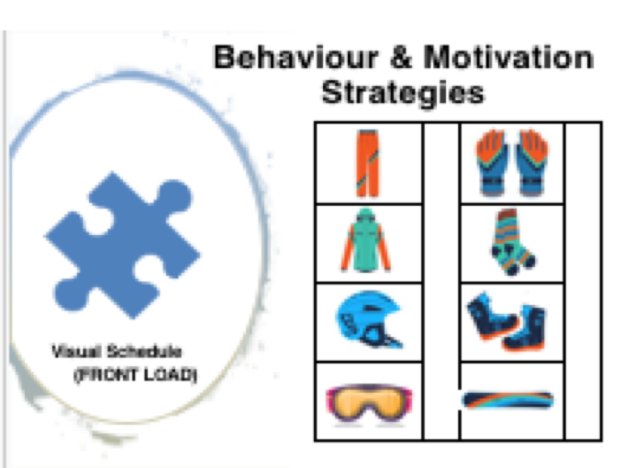 Behaviour & Motivation
Strategies
Visual Schedule
(FRONT LOAD)